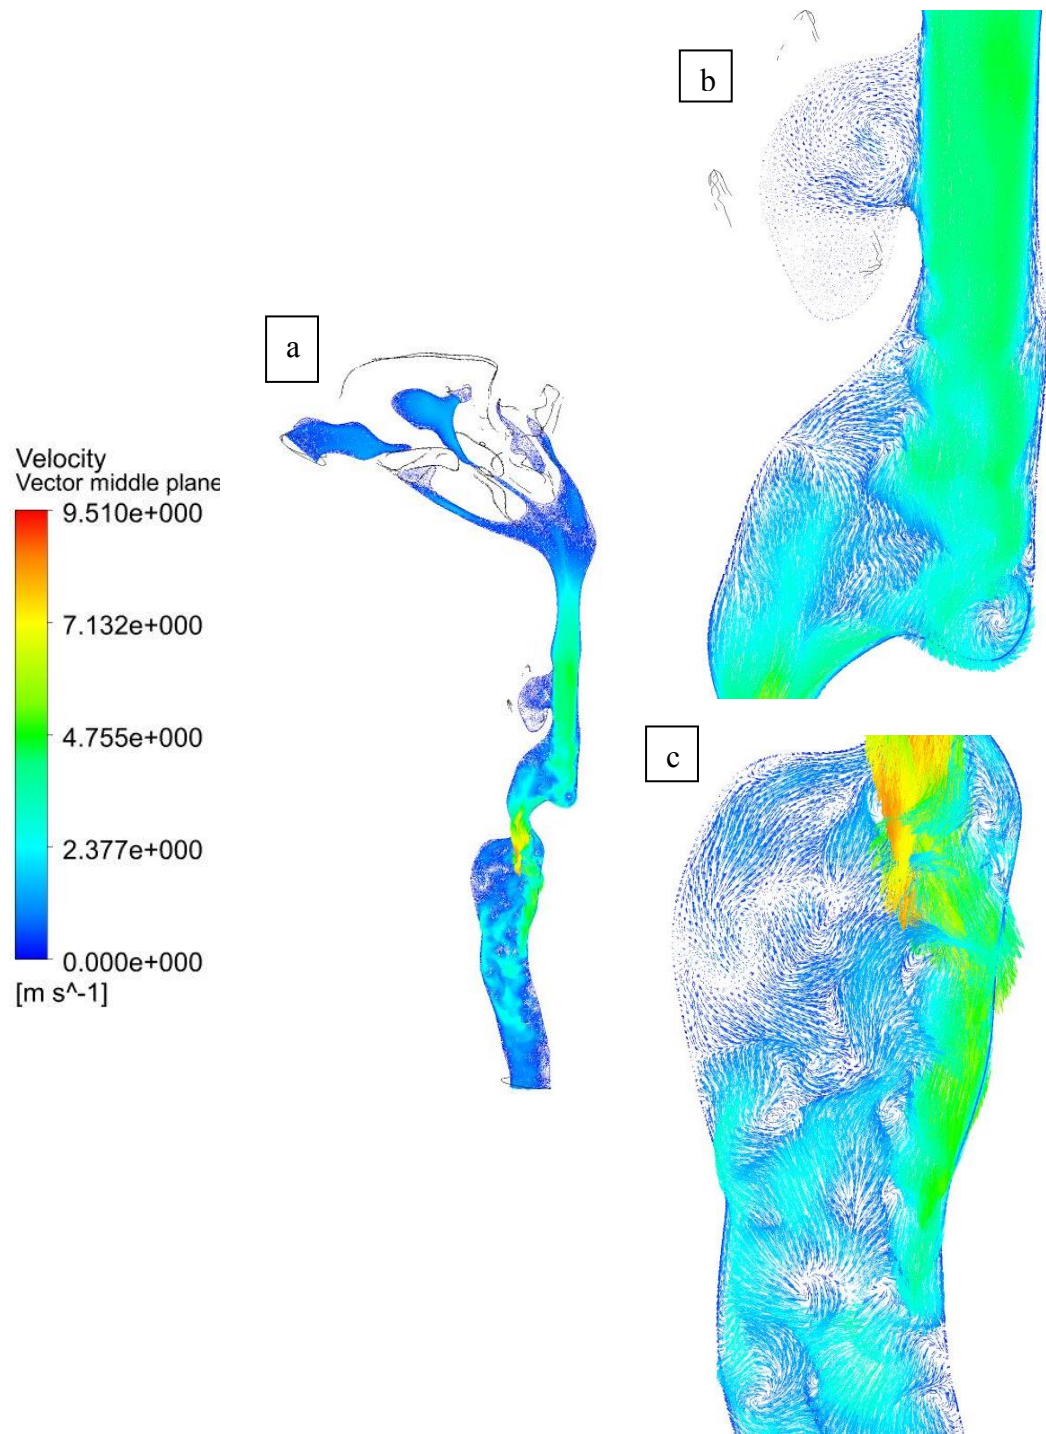 b
a
Velocity
Vector middle plane
9.510e+000
7.132e+000
4.755e+000
2.377e+000
0.000e+000
[m s^-1]
c